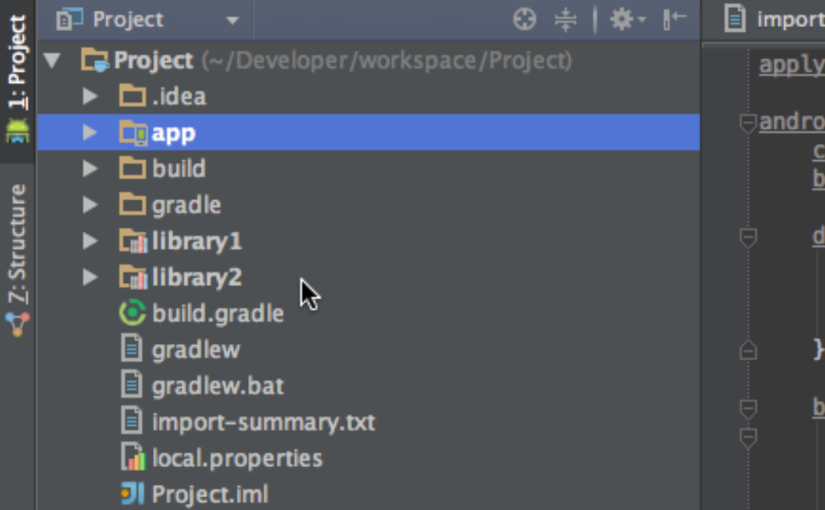 Project
import
1: Project
Project (~/Developer/workspace/Project)
.idea
app
build
gradle
library1
library2
build.gradle
gradlew
gradlew.bat
import-summary.txt
local.properties
Project.iml
Z: Structure
apply
andro
c
b
d
}
b